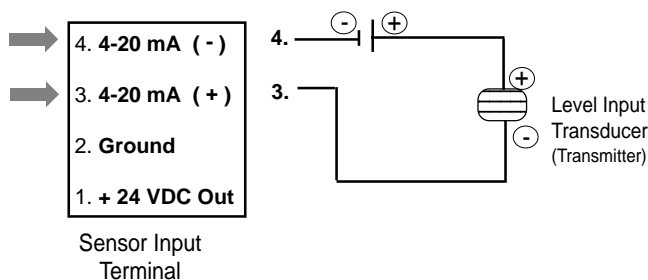 4. 4-20 mA ( - )
3. 4-20 mA ( + )
2. Ground
1. + 24 VDC Out
Sensor Input
Terminal
4.
-
+
3.
+
-
Level Input
Transducer
(Transmitter)